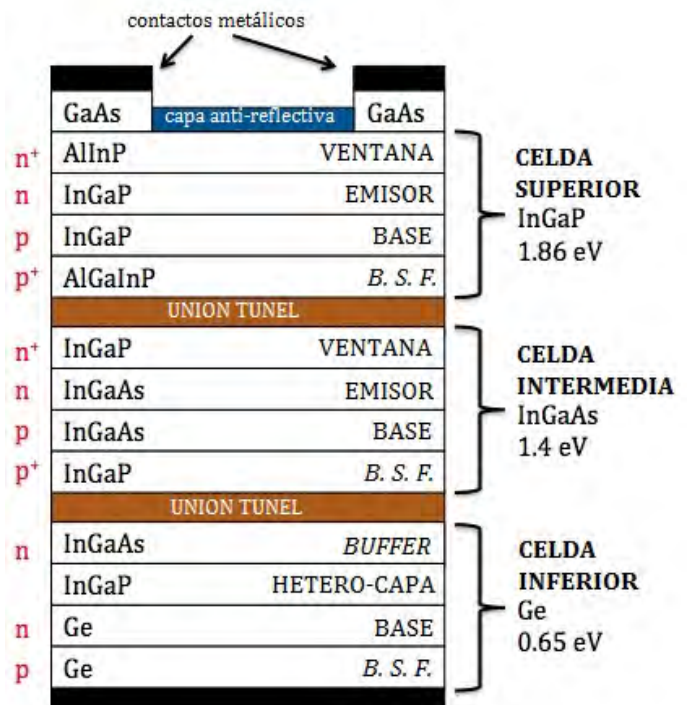 contactos metálicos
GaAs capa anti-reflectiva GaAs
n⁺ AlInP VENTANA
n InGaP EMISOR
p InGaP BASE
p⁺ AlGaInP B. S. F.
CELDA
SUPERIOR
InGaP
1.86 eV
UNION TUNEL
n⁺ InGaP VENTANA
n InGaAs EMISOR
p InGaAs BASE
p⁺ InGaP B. S. F.
CELDA
INTERMEDIA
InGaAs
1.4 eV
UNION TUNEL
n InGaAs BUFFER
InGaP HETERO-CAPA
n Ge BASE
p Ge B. S. F.
CELDA
INFERIOR
Ge
0.65 eV